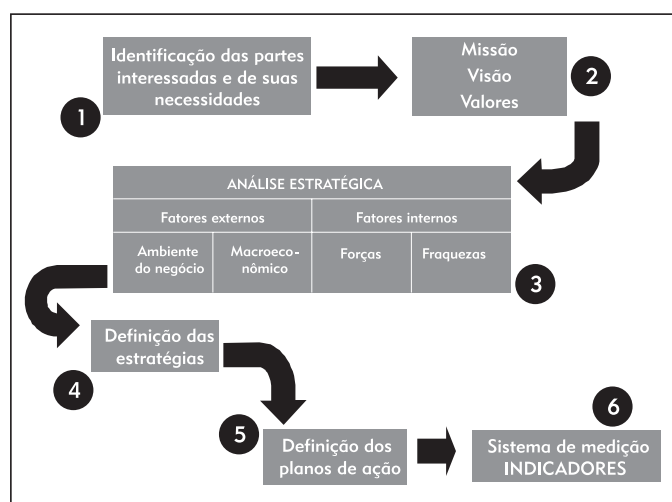 Identificação das partes
interessadas e de suas
necessidades
1
Missão
Visão
Valores
2
ANÁLISE ESTRATÉGICA
Fatores externos
Fatores internos
Ambiente
do negócio
Macroeco-
nômico
Forças
Fraquezas
3
Definição das
estratégias
4
5
Definição dos
planos de ação
6
Sistema de medição
INDICADORES